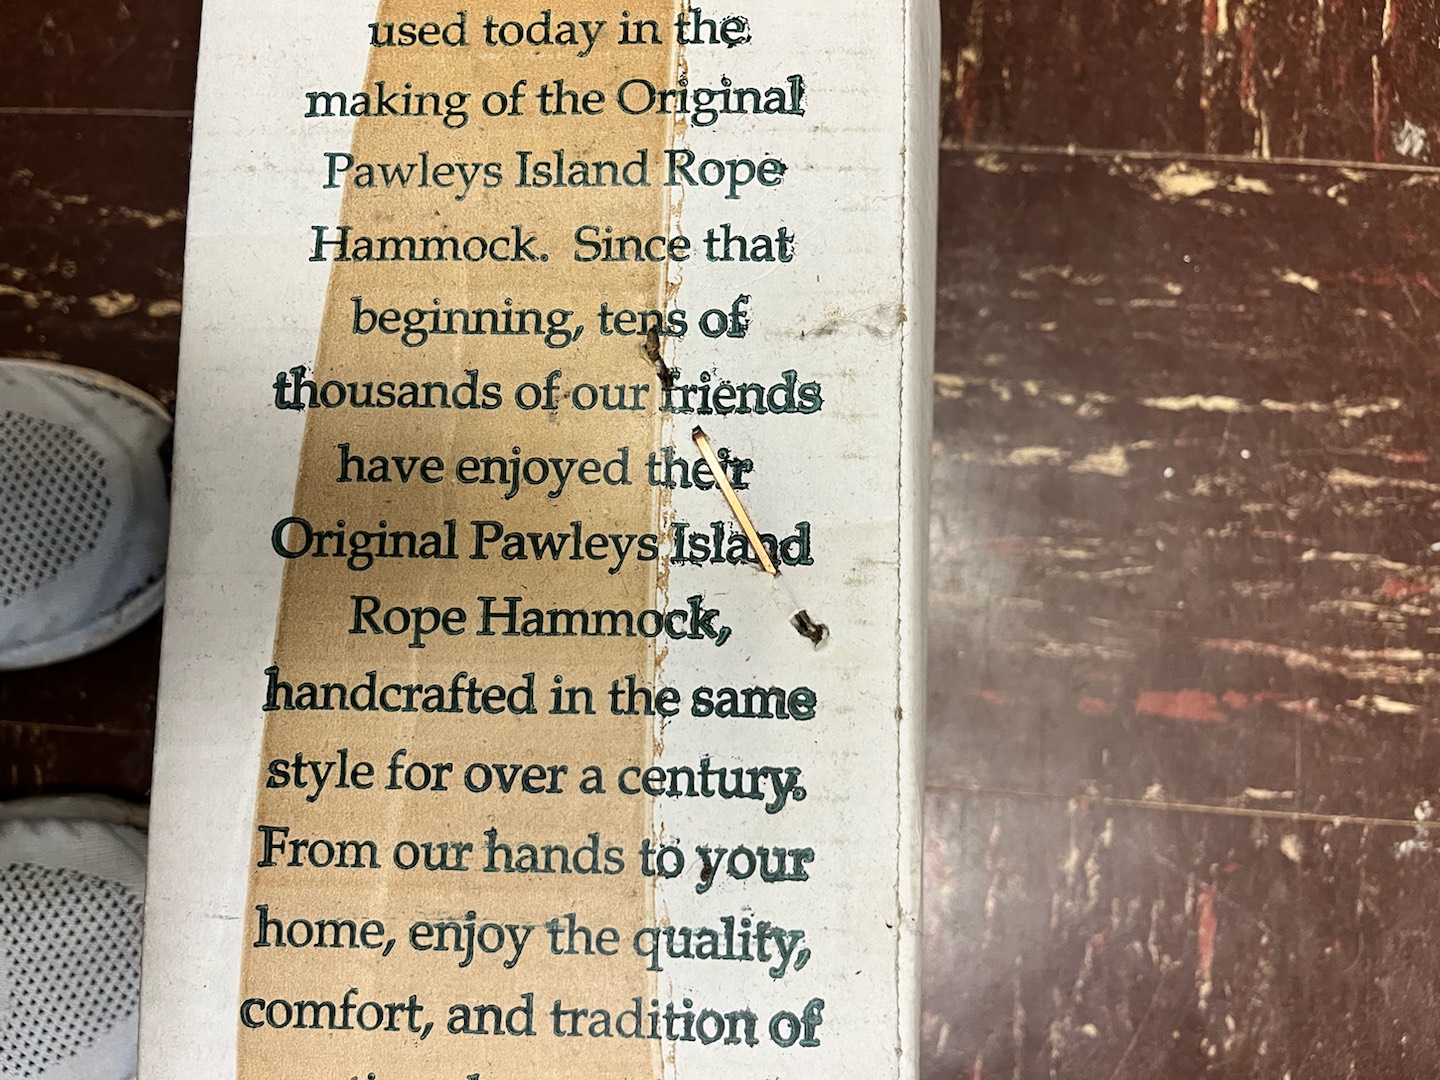 used today in the
making of the Original
Pawleys Island Rope
Hammock. Since that
beginning, tens of
thousands of our friends
have enjoyed their
Original Pawleys Island
Rope Hammock,
handcrafted in the same
style for over a century.
From our hands to your
home, enjoy the quality,
comfort, and tradition of